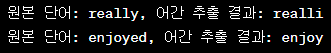 원본 단어: really, 어간 추출 결과: realli
원본 단어: enjoyed, 어간 추출 결과: enjoy